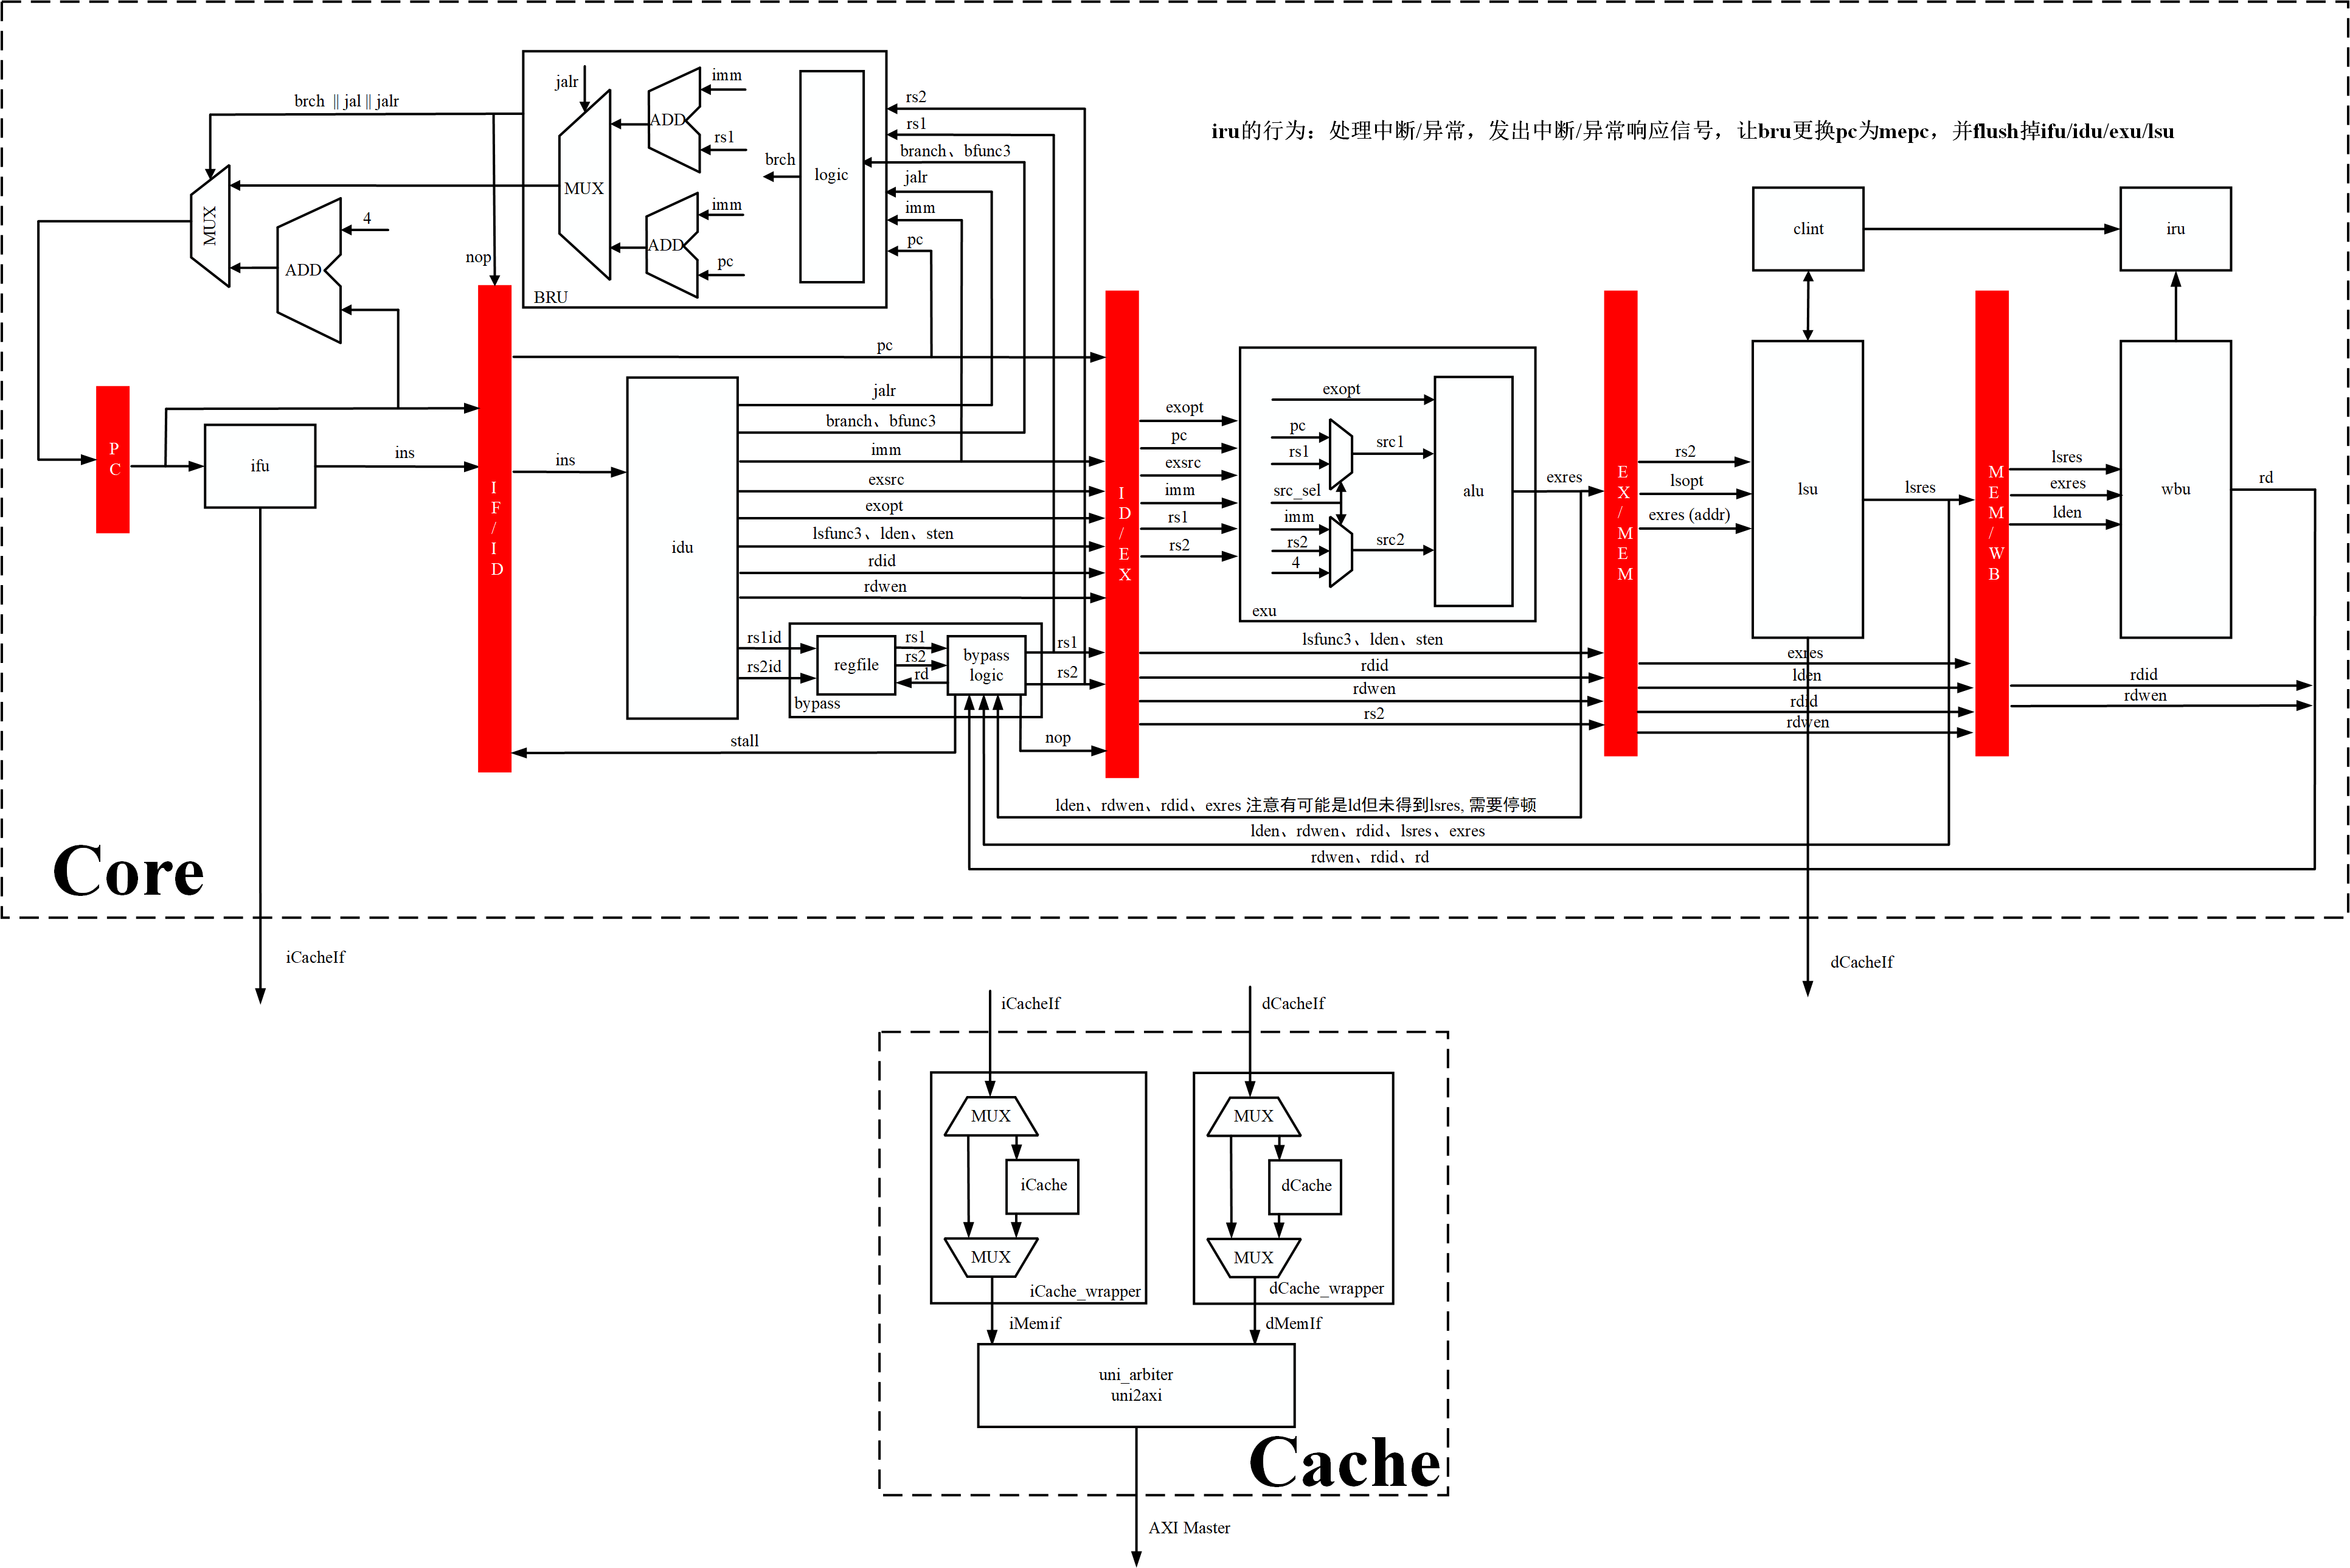 iru的行为：处理中断/异常，发出中断/异常响应信号，让bru更换pc为mepc，并flush掉ifu/idu/exu/lsu
brch || jal || jalr
MUX
4
ADD
nop
jalr
MUX
ADD
imm
rs1
ADD
imm
pc
brch
logic
BRU
rs2
rs1
branch、bfunc3
jalr
imm
pc
PC
ifu
ins
IF/ID
pc
ins
idu
jalr
branch、bfunc3
imm
exsrc
exopt
lsfunc3、lden、sten
rdid
rdwen
rs1id
rs2id
regfile
rs1
rs2
rd
bypass
logic
bypass
rs1
rs2
stall
nop
ID/EX
exopt
pc
exsrc
imm
rs1
rs2
exopt
pc
rs1
src_sel
imm
rs2
4
src1
src2
alu
exu
exres
lsfunc3、lden、sten
rdid
rdwen
rs2
EX/MEM
rs2
lsopt
exres (addr)
clint
iru
lsu
lsres
exres
lden
rdid
rdwen
MEM/WB
lsres
exres
lden
wbu
rd
rdid
rdwen
lden、rdwen、rdid、exres 注意有可能是ld但未得到lsres, 需要停顿
lden、rdwen、rdid、lsres、exres
rdwen、rdid、rd
Core
iCacheIf
dCacheIf
iCacheIf
dCacheIf
MUX
iCache
MUX
iCache_wrapper
MUX
dCache
MUX
dCache_wrapper
iMemif
dMemIf
uni_arbiter
uni2axi
Cache
AXI Master